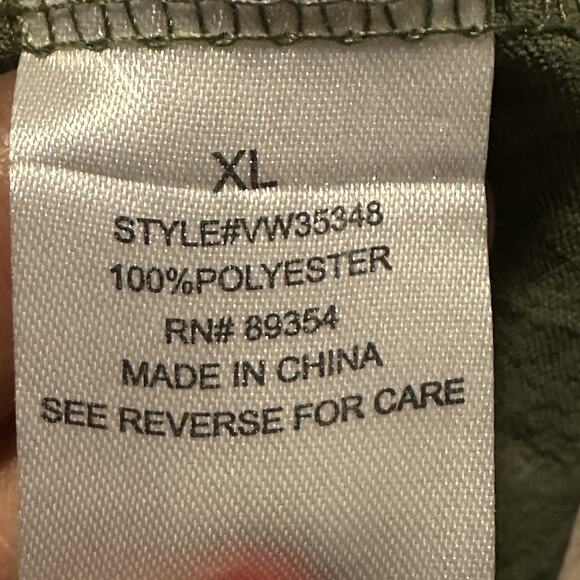 XL
STYLE#VW35348
100%POLYESTER
RN# 89354
MADE IN CHINA
SEE REVERSE FOR CARE